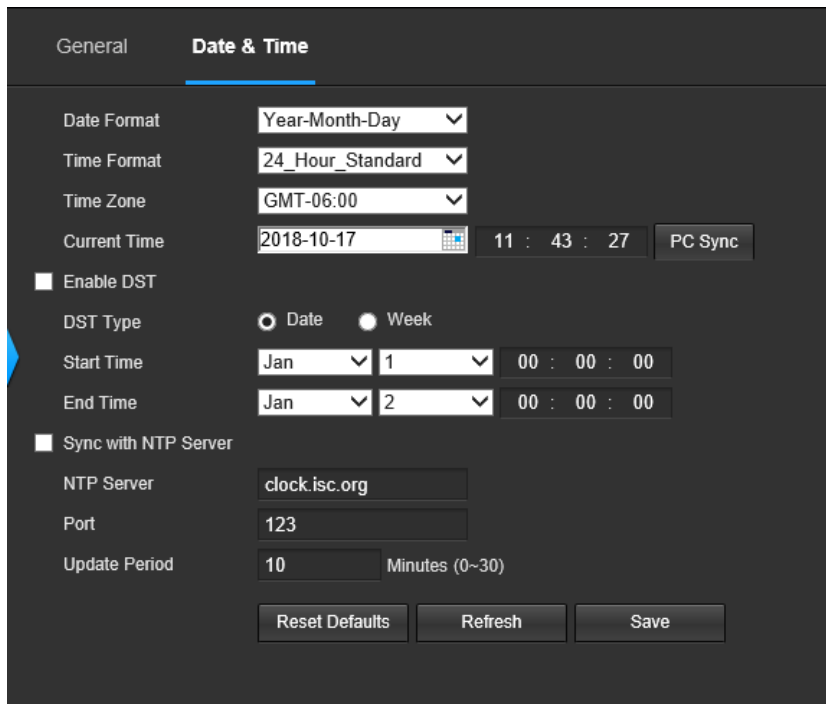 General Date & Time
Date Format Year-Month-Day
Time Format 24_Hour_Standard
Time Zone GMT-06:00
Current Time 2018-10-17 11 : 43 : 27 PC Sync
Enable DST
DST Type Date Week
Start Time Jan 1 00 : 00 : 00
End Time Jan 2 00 : 00 : 00
Sync with NTP Server
NTP Server clock.isc.org
Port 123
Update Period 10 Minutes (0~30)
Reset Defaults Refresh Save